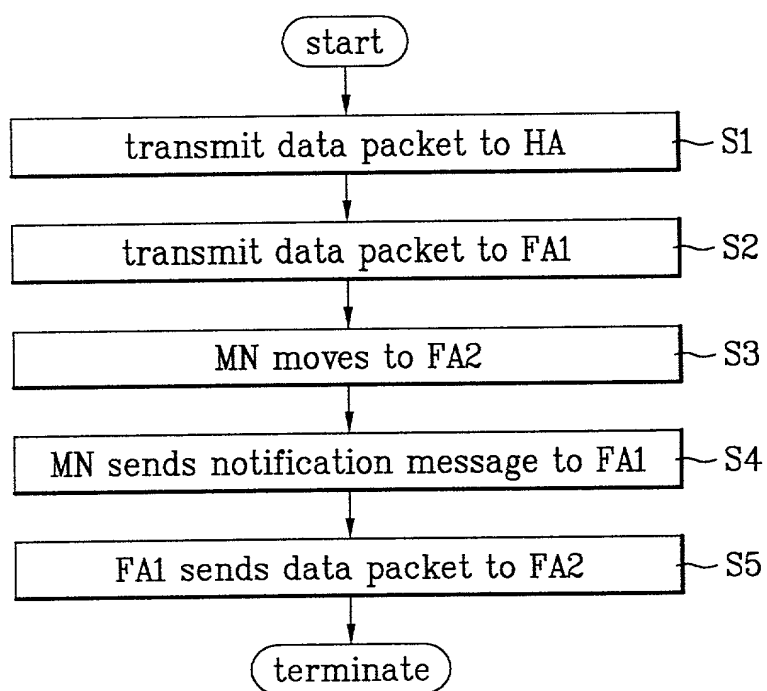 start
transmit data packet to HA
S1
transmit data packet to FA1
S2
MN moves to FA2
S3
MN sends notification message to FA1
S4
FA1 sends data packet to FA2
S5
terminate